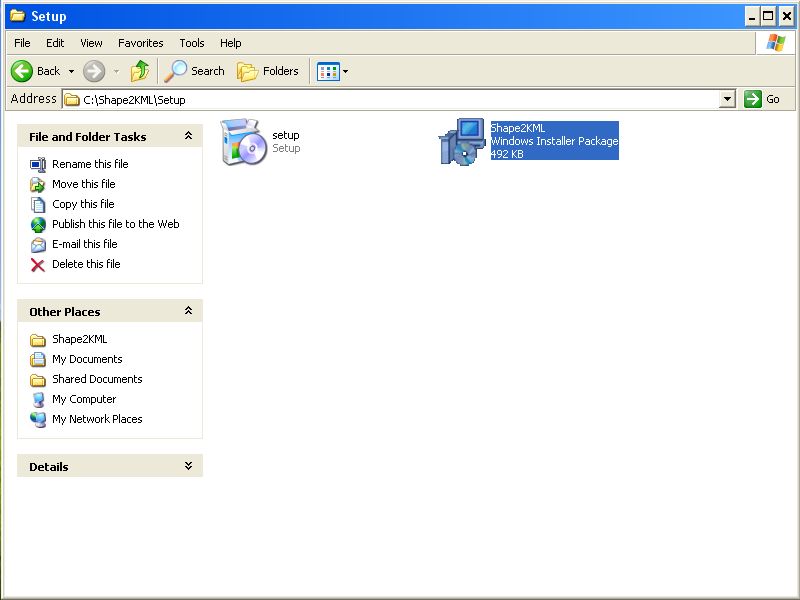 Setup
File Edit View Favorites Tools Help
Back Search Folders
Address C:\Shape2KML\Setup Go
File and Folder Tasks
Rename this file
Move this file
Copy this file
Publish this file to the Web
E-mail this file
Delete this file
Other Places
Shape2KML
My Documents
Shared Documents
My Computer
My Network Places
Details
setup
Setup
Shape2KML
Windows Installer Package
492 KB